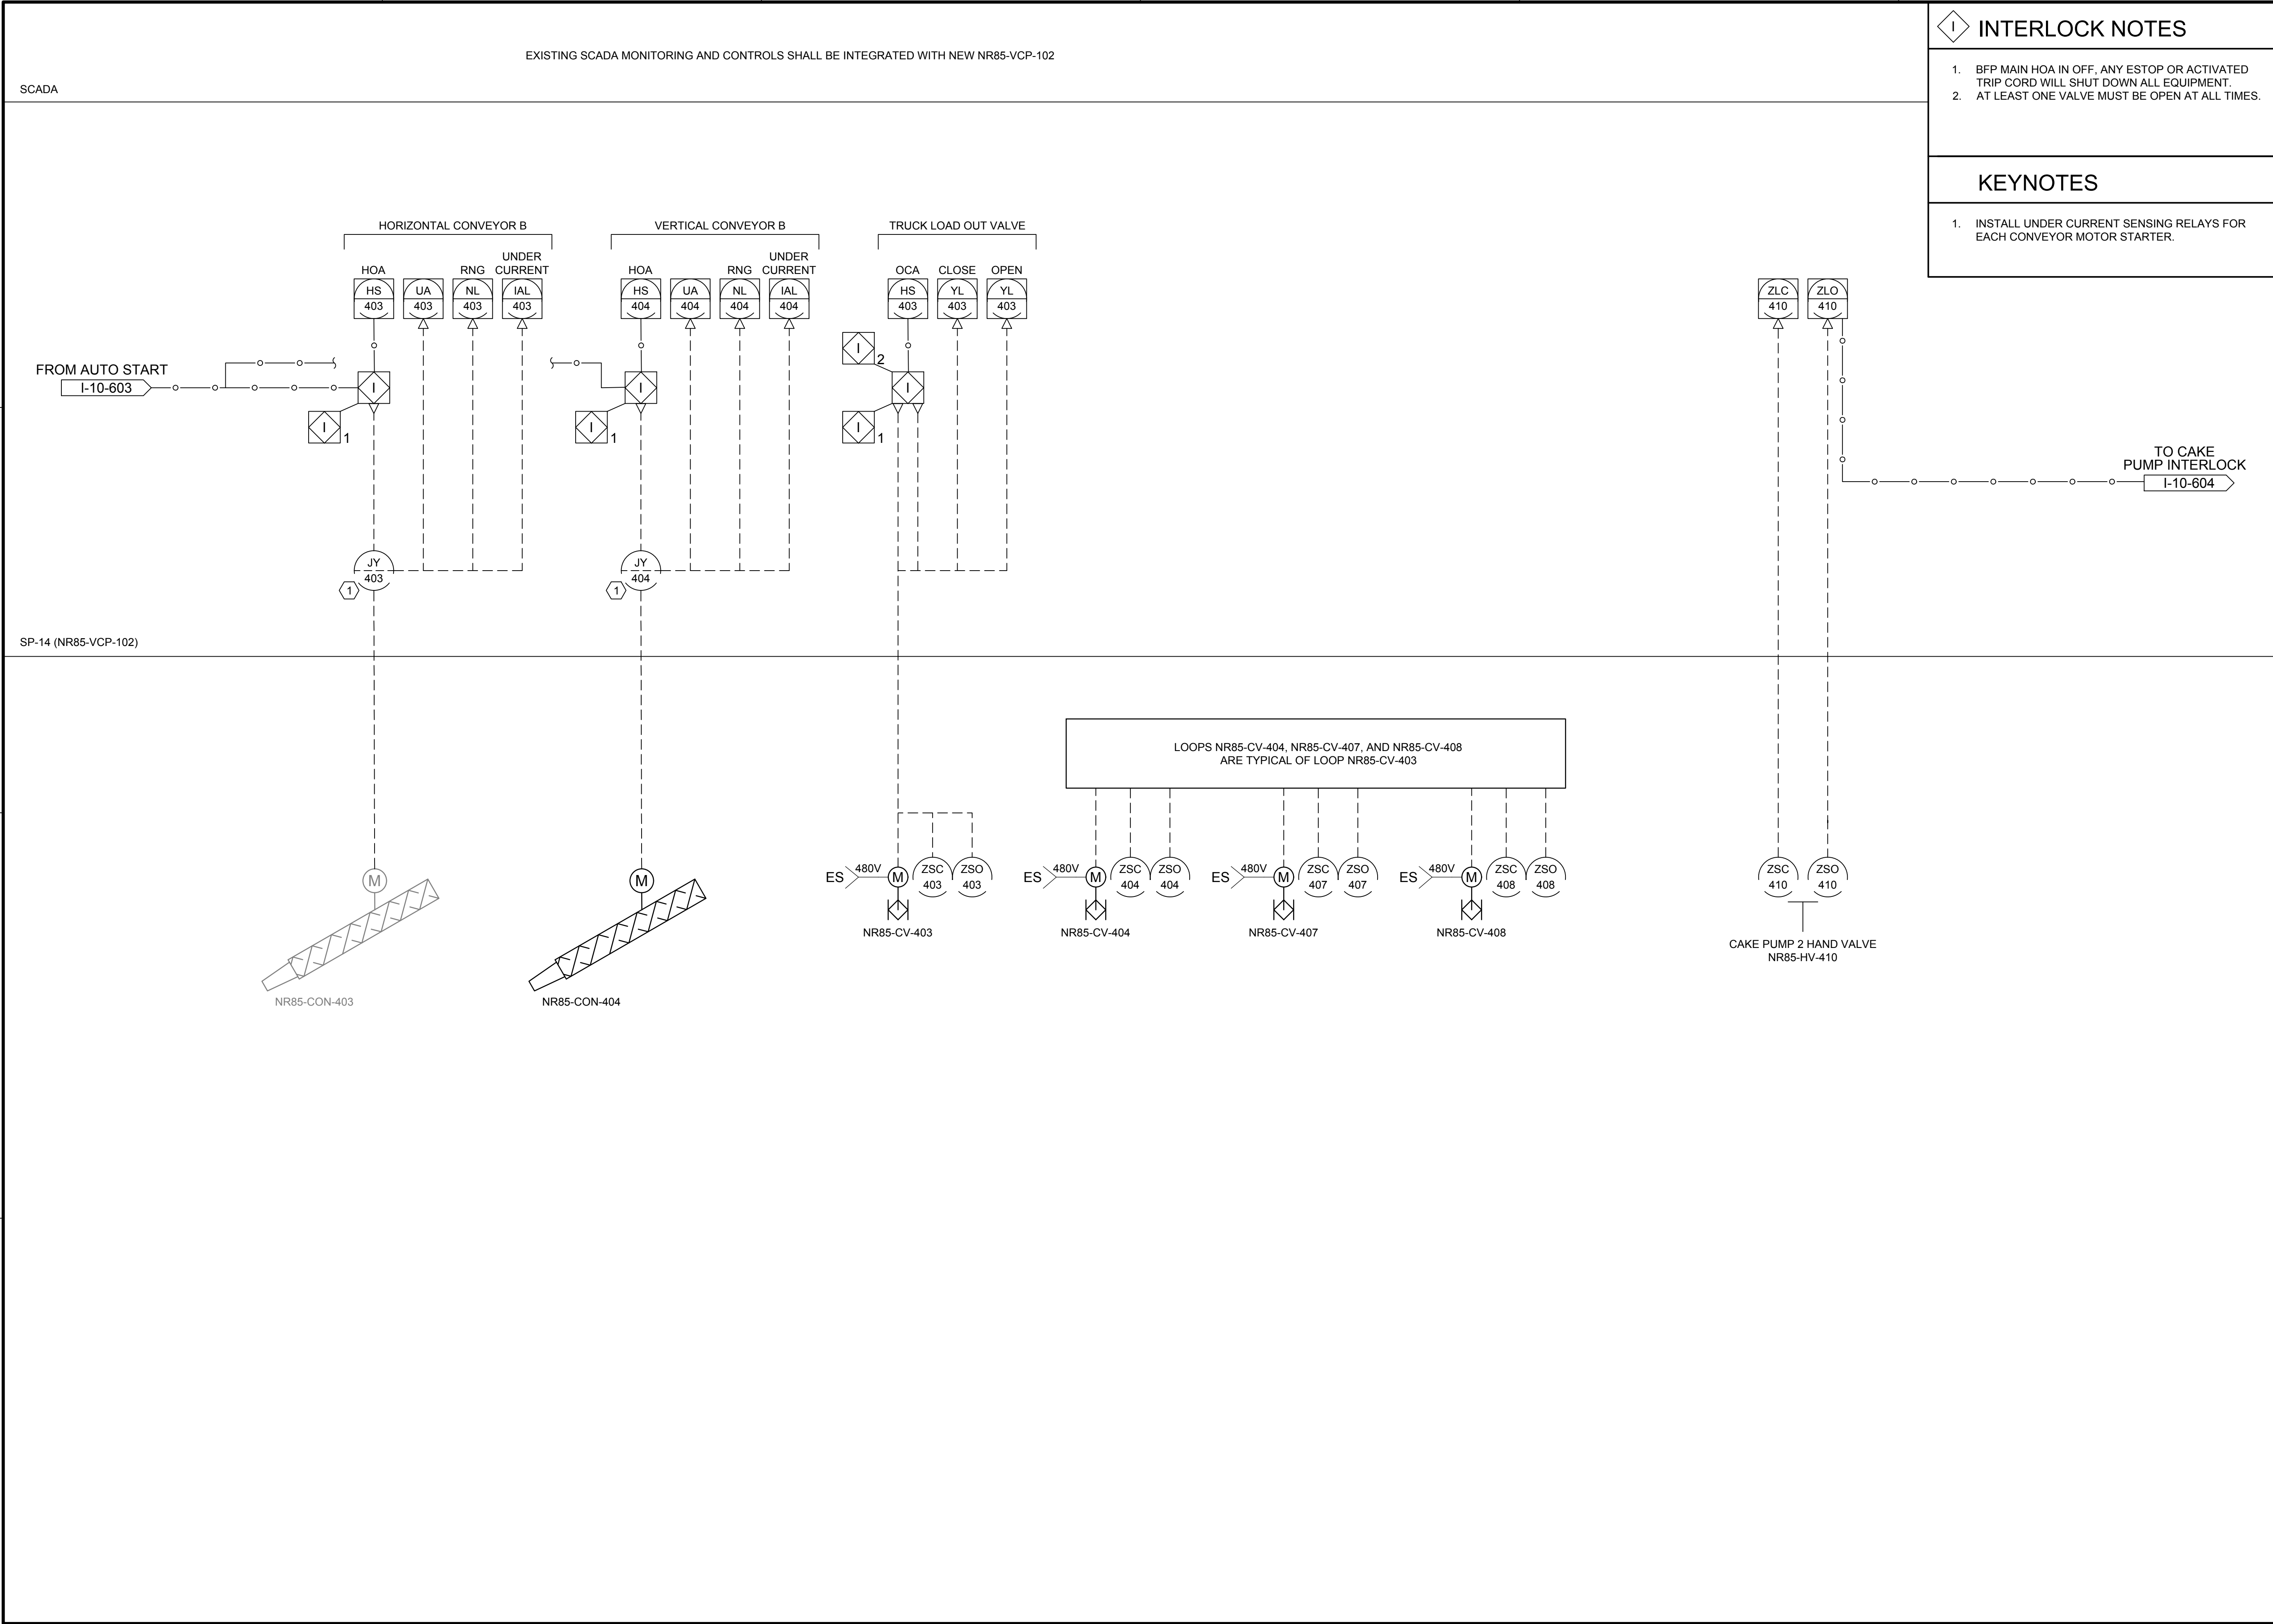 I INTERLOCK NOTES
1. BFP MAIN HOA IN OFF, ANY ESTOP OR ACTIVATED
TRIP CORD WILL SHUT DOWN ALL EQUIPMENT.
2. AT LEAST ONE VALVE MUST BE OPEN AT ALL TIMES.
KEYNOTES
1. INSTALL UNDER CURRENT SENSING RELAYS FOR
EACH CONVEYOR MOTOR STARTER.
EXISTING SCADA MONITORING AND CONTROLS SHALL BE INTEGRATED WITH NEW NR85-VCP-102
SCADA
HORIZONTAL CONVEYOR B
HOA
RNG
UNDER
CURRENT
HS
403
UA
403
NL
403
IAL
403
VERTICAL CONVEYOR B
HOA
RNG
UNDER
CURRENT
HS
404
UA
404
NL
404
IAL
404
TRUCK LOAD OUT VALVE
OCA
CLOSE
OPEN
HS
403
YL
403
YL
403
ZLC
410
ZLO
410
FROM AUTO START
I-10-603
I
I 1
I
I 1
I 2
I
I 1
TO CAKE
PUMP INTERLOCK
I-10-604
JY
403
1
JY
404
1
SP-14 (NR85-VCP-102)
LOOPS NR85-CV-404, NR85-CV-407, AND NR85-CV-408
ARE TYPICAL OF LOOP NR85-CV-403
M
NR85-CON-403
M
NR85-CON-404
ES 480V M
ZSC
403
ZSO
403
NR85-CV-403
ES 480V M
ZSC
404
ZSO
404
NR85-CV-404
ES 480V M
ZSC
407
ZSO
407
NR85-CV-407
ES 480V M
ZSC
408
ZSO
408
NR85-CV-408
ZSC
410
ZSO
410
CAKE PUMP 2 HAND VALVE
NR85-HV-410